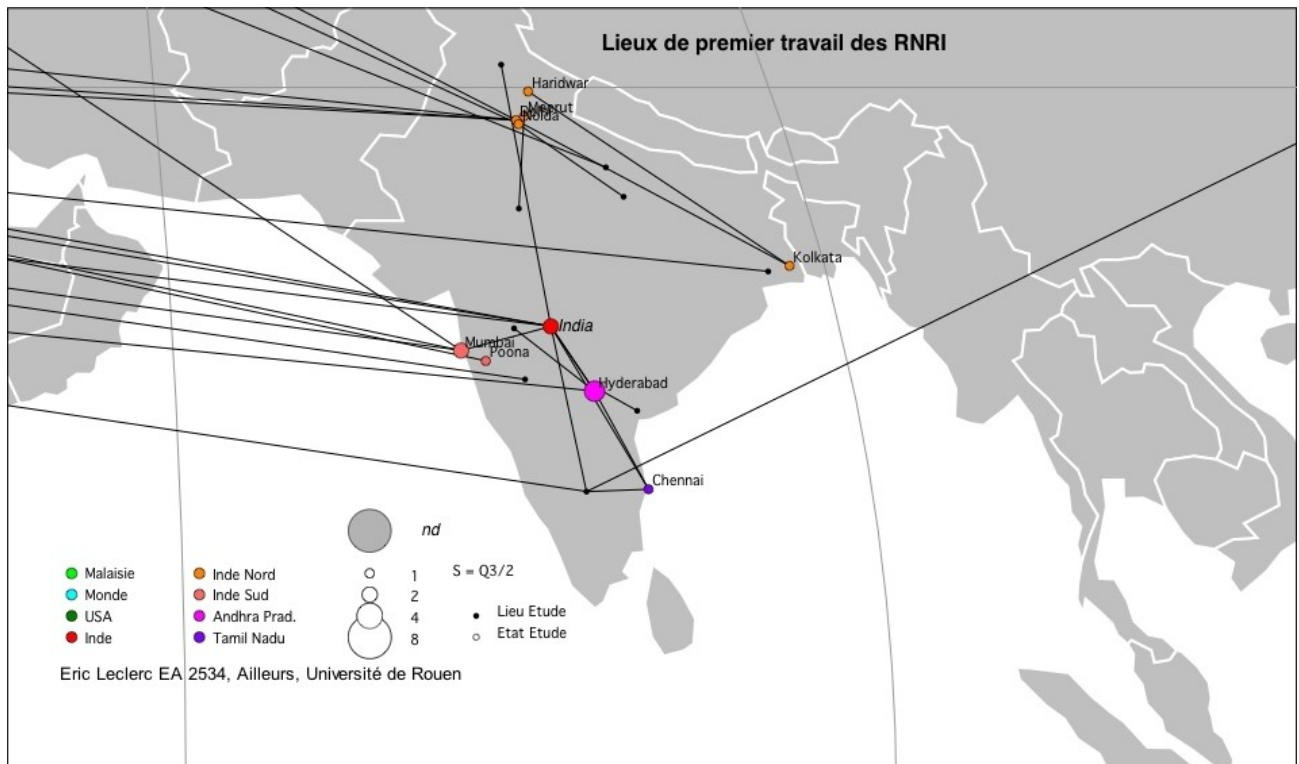 Lieux de premier travail des RNRI
Haridwar
Meerut
Noida
Kolkata
India
Mumbai
Poona
Hyderabad
Chennai
nd
Malaisie
Monde
USA
Inde
Inde Nord
Inde Sud
Andhra Prad.
Tamil Nadu
1
2
4
8
S = Q3/2
Lieu Etude
Etat Etude
Eric Leclerc EA 2534, Ailleurs, Université de Rouen